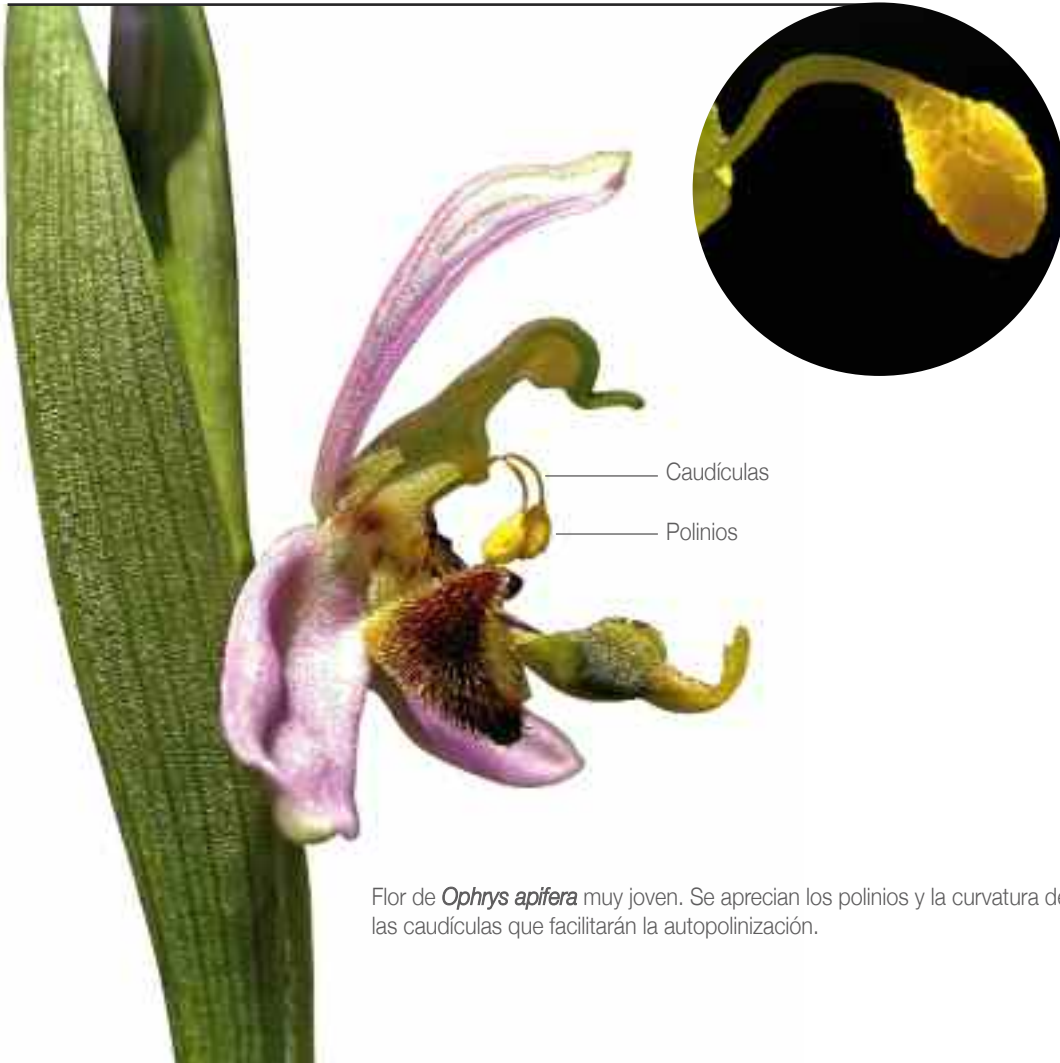 Caudículas
Polinios
Flor de Ophrys apifera muy joven. Se aprecian los polinios y la curvatura de
las caudículas que facilitarán la autopolinización.